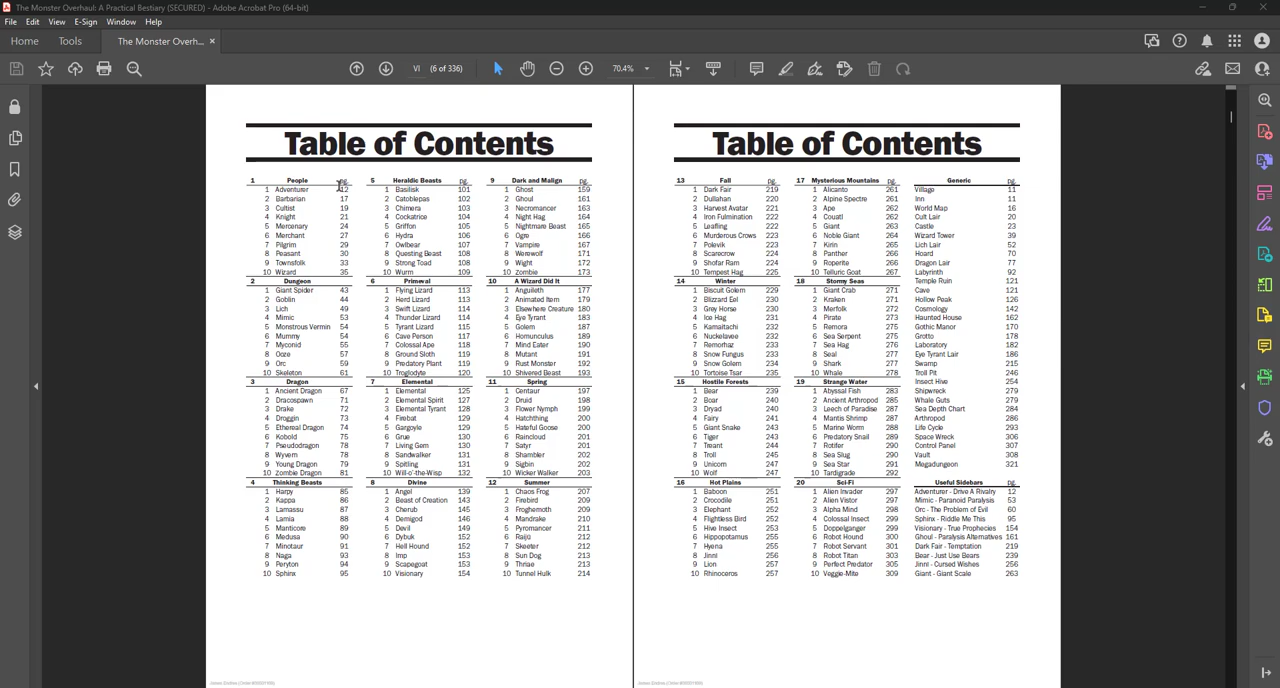 The Monster Overhaul: A Practical Bestiary (SECURED) - Adobe Acrobat Pro (64-bit)
File Edit View E-Sign Window Help
Home Tools The Monster Overh... ×
VI (6 of 336) 70.4%
Table of Contents
1 People pg.
1 Adventurer 12
2 Barbarian 17
3 Cultist 19
4 Knight 21
5 Mercenary 24
6 Merchant 27
7 Pilgrim 29
8 Peasant 30
9 Townsfolk 33
10 Wizard 35
2 Dungeon
1 Giant Spider 43
2 Goblin 44
3 Lich 49
4 Mimic 53
5 Monstrous Vermin 54
6 Mummy 54
7 Myconid 55
8 Ooze 57
9 Orc 59
10 Skeleton 61
3 Dragon
1 Ancient Dragon 67
2 Dracospawn 71
3 Drake 72
4 Droggin 73
5 Ethereal Dragon 74
6 Kobold 75
7 Pseudodragon 78
8 Wyvern 78
9 Young Dragon 79
10 Zombie Dragon 81
4 Thinking Beasts
1 Harpy 85
2 Kappa 86
3 Lamassu 87
4 Lamia 88
5 Manticore 89
6 Medusa 90
7 Minotaur 91
8 Naga 93
9 Peryton 94
10 Sphinx 95
5 Heraldic Beasts pg.
1 Basilisk 101
2 Catoblepas 102
3 Chimera 103
4 Cockatrice 104
5 Griffon 105
6 Hydra 106
7 Owlbear 107
8 Questing Beast 108
9 Strong Toad 108
10 Wurm 109
6 Primeval
1 Flying Lizard 113
2 Herd Lizard 113
3 Swift Lizard 114
4 Thunder Lizard 114
5 Tyrant Lizard 115
6 Cave Person 117
7 Colossal Ape 118
8 Ground Sloth 119
9 Predatory Plant 119
10 Troglodyte 120
7 Elemental
1 Elemental 125
2 Elemental Spirit 127
3 Elemental Tyrant 128
4 Firebat 129
5 Gargoyle 129
6 Grue 130
7 Living Gem 130
8 Sandwalker 131
9 Spitling 131
10 Will-o'-the-Wisp 132
8 Divine
1 Angel 139
2 Beast of Creation 143
3 Cherub 145
4 Demigod 146
5 Devil 149
6 Dybuk 152
7 Hell Hound 152
8 Imp 153
9 Scapegoat 153
10 Visionary 154
9 Dark and Malign pg.
1 Ghost 159
2 Ghoul 161
3 Necromancer 163
4 Night Hag 164
5 Nightmare Beast 165
6 Ogre 166
7 Vampire 167
8 Werewolf 171
9 Wight 172
10 Zombie 173
10 A Wizard Did It
1 Anguileth 177
2 Animated Item 179
3 Elsewhere Creature 180
4 Eye Tyrant 183
5 Golem 187
6 Homunculus 189
7 Mind Eater 190
8 Mutant 191
9 Rust Monster 192
10 Shivered Beast 193
11 Spring
1 Centaur 197
2 Druid 198
3 Flower Nymph 199
4 Hatchthing 200
5 Hateful Goose 200
6 Raincloud 201
7 Satyr 201
8 Shambler 202
9 Sigbin 202
10 Wicker Walker 203
12 Summer
1 Chaos Frog 207
2 Firebird 209
3 Froghemoth 209
4 Mandrake 210
5 Pyromancer 211
6 Raijū 212
7 Skeeter 212
8 Sun Dog 213
9 Thriae 213
10 Tunnel Hulk 214
Table of Contents
13 Fall pg.
1 Dark Fair 219
2 Dullahan 220
3 Harvest Avatar 221
4 Iron Fulmination 222
5 Leafling 222
6 Murderous Crows 223
7 Polevik 223
8 Scarecrow 224
9 Shofar Ram 224
10 Tempest Hag 225
14 Winter
1 Biscuit Golem 229
2 Blizzard Eel 230
3 Grey Horse 230
4 Ice Hag 231
5 Kamaitachi 232
6 Nuckelavee 232
7 Remorhaz 233
8 Snow Fungus 233
9 Snow Golem 234
10 Tortoise Tsar 235
15 Hostile Forests
1 Bear 239
2 Boar 240
3 Dryad 240
4 Fairy 241
5 Giant Snake 243
6 Tiger 243
7 Treant 244
8 Troll 245
9 Unicorn 247
10 Wolf 247
16 Hot Plains
1 Baboon 251
2 Crocodile 251
3 Elephant 252
4 Flightless Bird 252
5 Hive Insect 253
6 Hippopotamus 255
7 Hyena 255
8 Jinni 256
9 Lion 257
10 Rhinoceros 257
17 Mysterious Mountains pg.
1 Alicanto 261
2 Alpine Spectre 261
3 Ape 262
4 Couatl 262
5 Giant 263
6 Noble Giant 264
7 Kirin 265
8 Panther 266
9 Roperite 266
10 Telluric Goat 267
18 Stormy Seas
1 Giant Crab 271
2 Kraken 271
3 Merfolk 272
4 Pirate 273
5 Remora 275
6 Sea Serpent 275
7 Sea Hag 276
8 Seal 277
9 Shark 277
10 Whale 278
19 Strange Water
1 Abyssal Fish 283
2 Ancient Arthropod 285
3 Leech of Paradise 287
4 Mantis Shrimp 287
5 Marine Worm 288
6 Predatory Snail 289
7 Rotifer 290
8 Sea Slug 290
9 Sea Star 291
10 Tardigrade 292
20 Sci-Fi
1 Alien Invader 297
2 Alien Vistor 297
3 Alpha Mind 298
4 Colossal Insect 299
5 Doppelganger 299
6 Robot Hound 300
7 Robot Servant 301
8 Robot Titan 303
9 Perfect Predator 305
10 Veggie-Mite 309
Generic pg.
Village 11
Inn 11
World Map 16
Cult Lair 20
Castle 23
Wizard Tower 39
Lich Lair 52
Hoard 70
Dragon Lair 77
Labyrinth 92
Temple Ruin 121
Cave 121
Hollow Peak 126
Cosmology 142
Haunted House 162
Gothic Manor 170
Grotto 178
Laboratory 182
Eye Tyrant Lair 186
Swamp 215
Troll Pit 246
Insect Hive 254
Shipwreck 279
Whale Guts 279
Sea Depth Chart 284
Arthropod 286
Life Cycle 293
Space Wreck 306
Control Panel 307
Vault 308
Megadungeon 321
Useful Sidebars pg.
Adventurer - Drive A Rivalry 12
Mimic - Paranoid Paralysis 53
Orc - The Problem of Evil 60
Sphinx - Riddle Me This 95
Visionary - True Prophecies 154
Ghoul - Paralysis Alternatives 161
Dark Fair - Temptation 219
Bear - Just Use Bears 239
Jinni - Cursed Wishes 256
Giant - Giant Scale 263